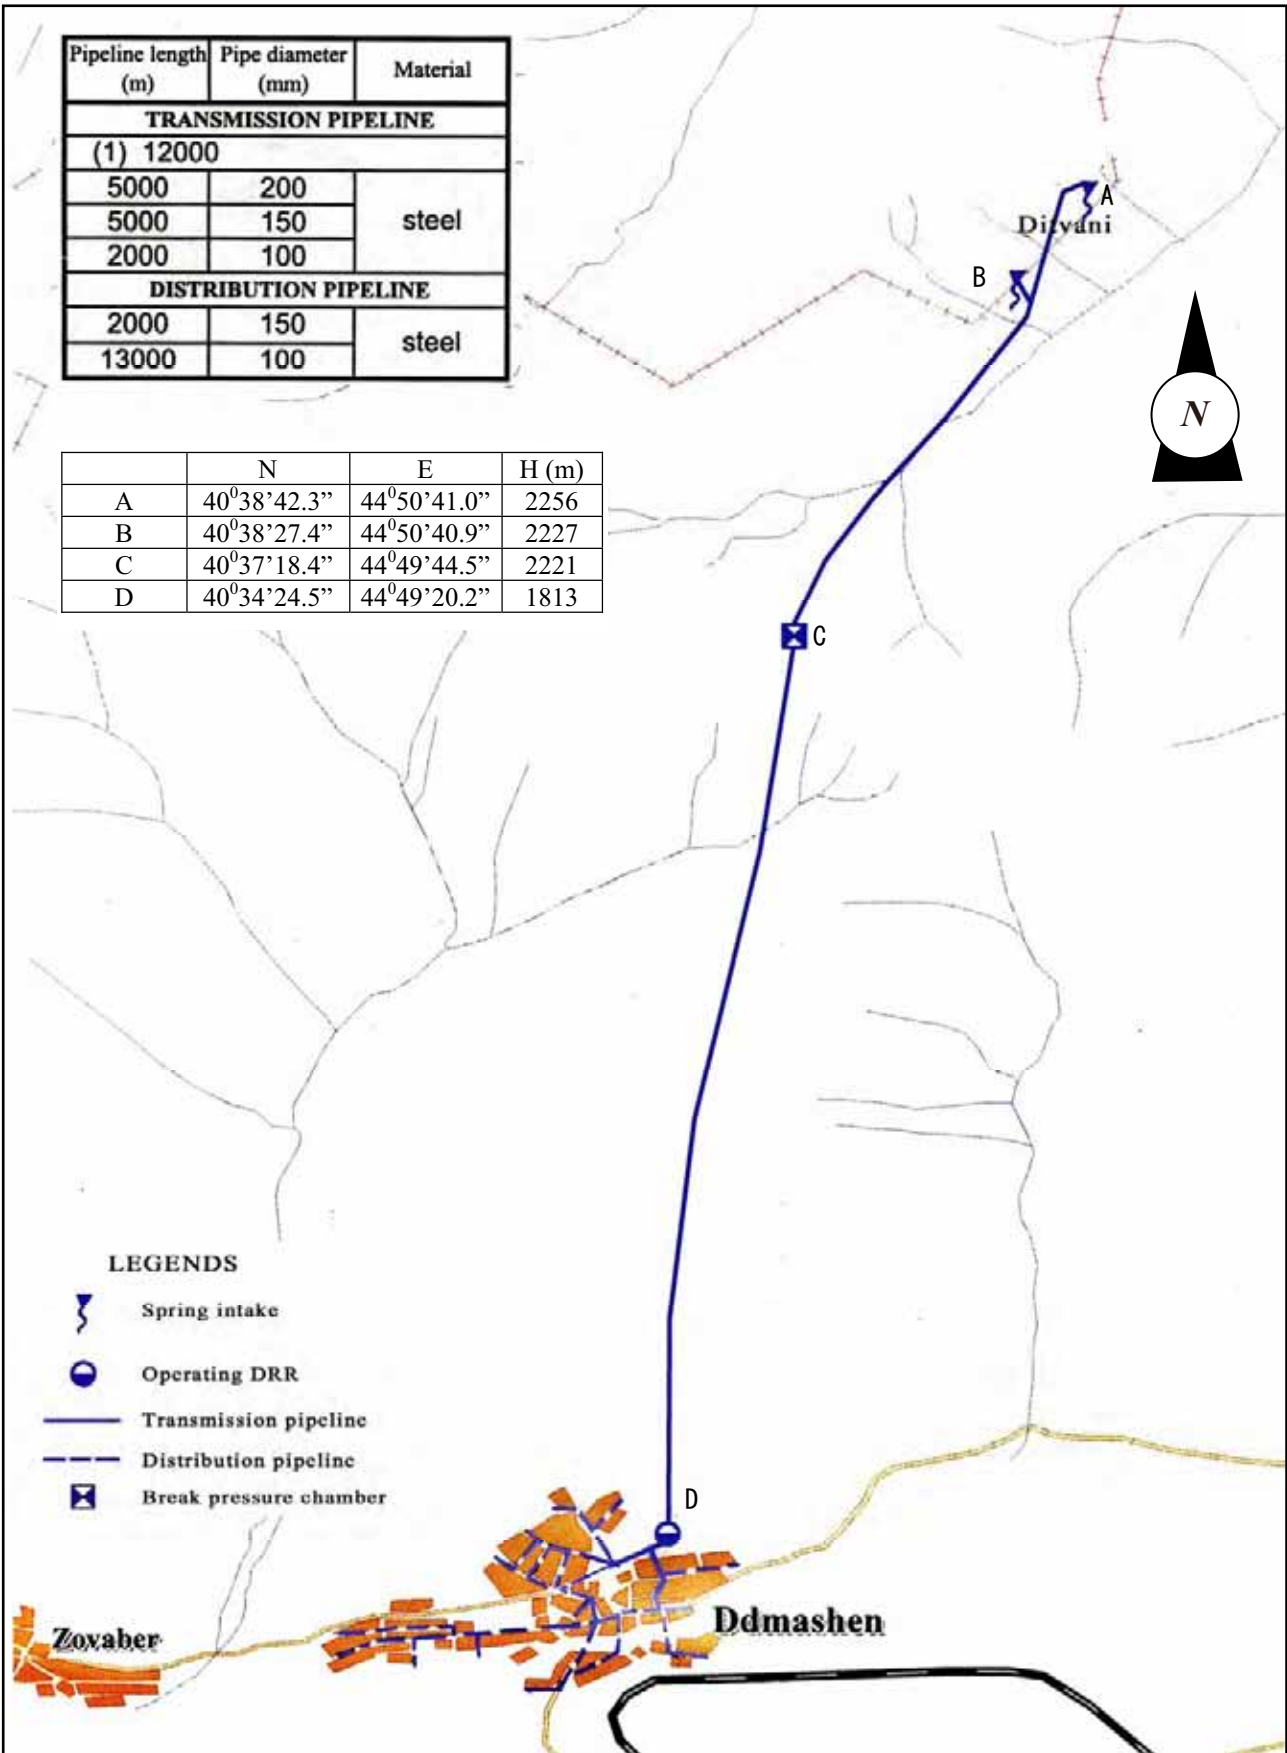 Pipeline length (m) Pipe diameter (mm) Material
TRANSMISSION PIPELINE
(1) 12000
5000 200 steel
5000 150
2000 100
DISTRIBUTION PIPELINE
2000 150 steel
13000 100
A
Ditvani
B
N
N E H (m)
A 40⁰38’42.3” 44⁰50’41.0” 2256
B 40⁰38’27.4” 44⁰50’40.9” 2227
C 40⁰37’18.4” 44⁰49’44.5” 2221
D 40⁰34’24.5” 44⁰49’20.2” 1813
C
LEGENDS
Spring intake
Operating DRR
Transmission pipeline
Distribution pipeline
Break pressure chamber
D
Ddmashen
Zovaber